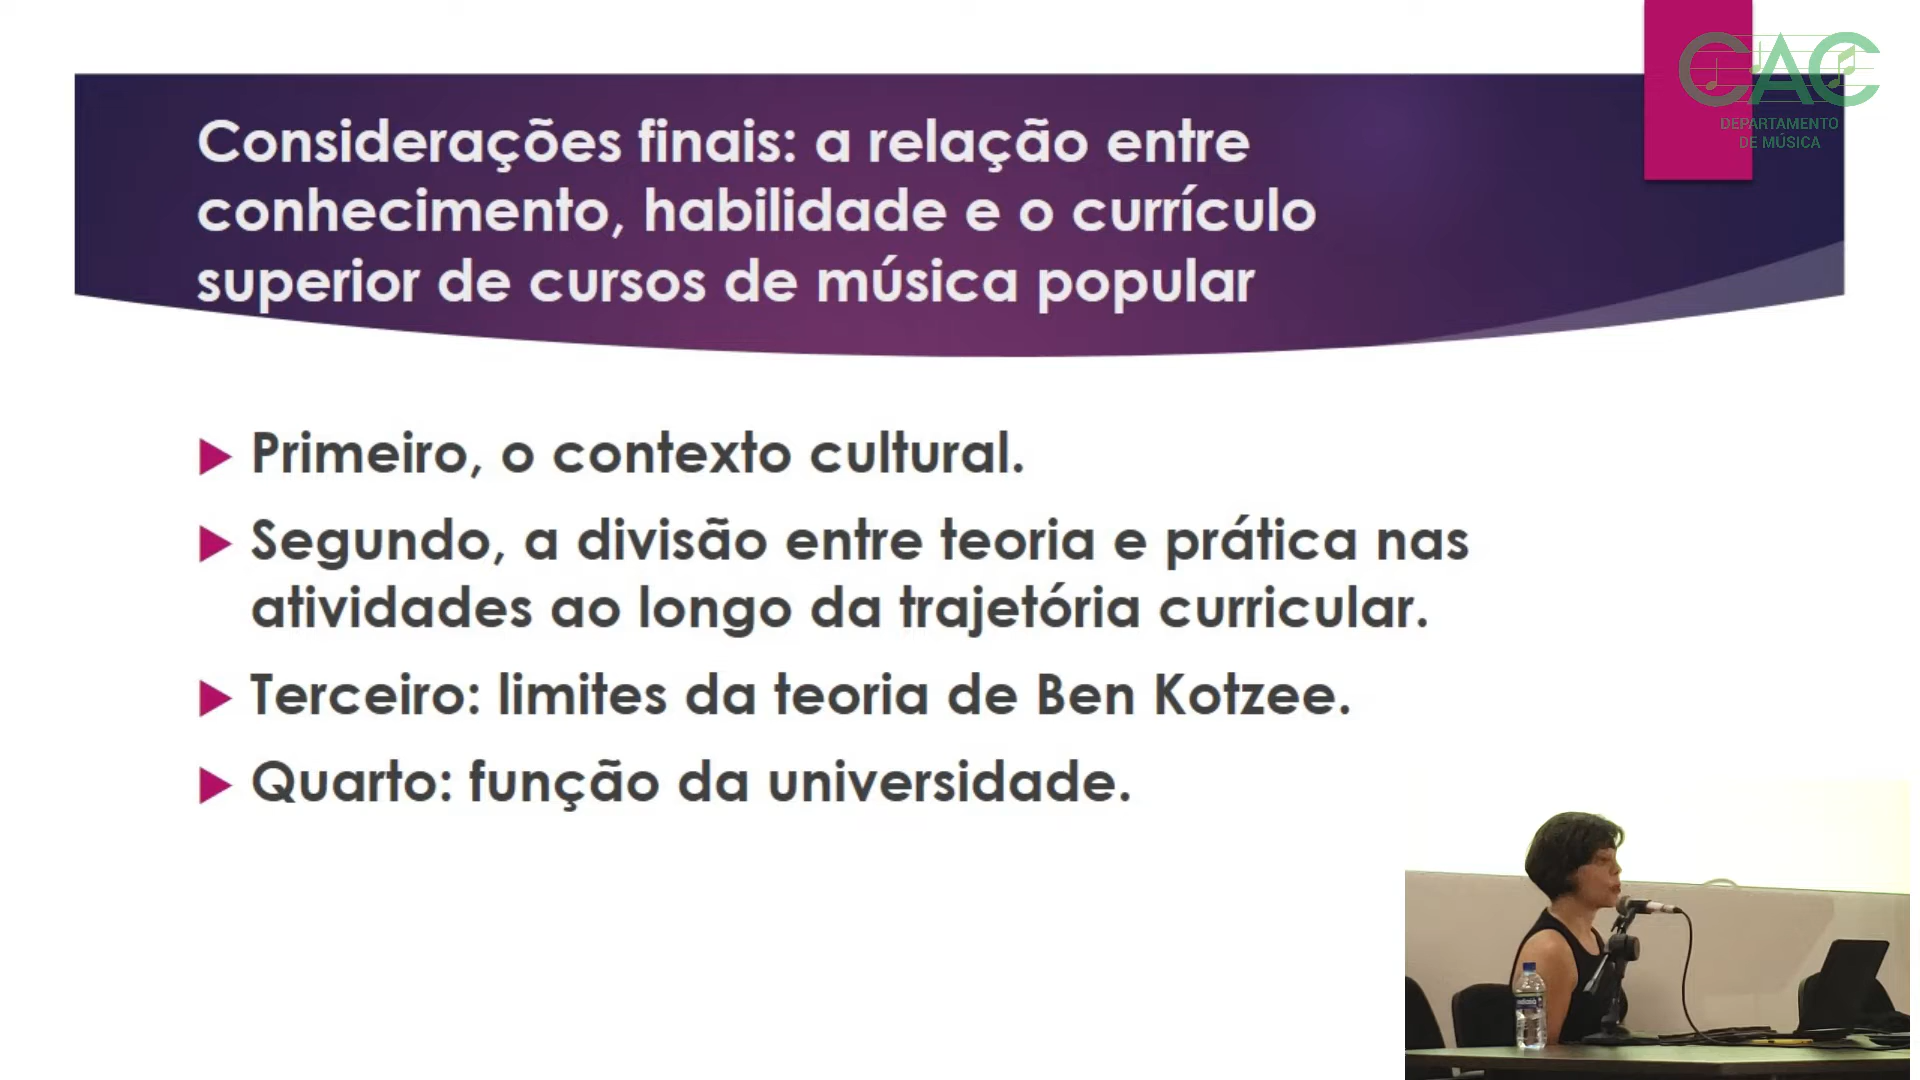 CAC
DEPARTAMENTO
DE MÚSICA
Considerações finais: a relação entre
conhecimento, habilidade e o currículo
superior de cursos de música popular
Primeiro, o contexto cultural.
Segundo, a divisão entre teoria e prática nas
atividades ao longo da trajetória curricular.
Terceiro: limites da teoria de Ben Kotzee.
Quarto: função da universidade.